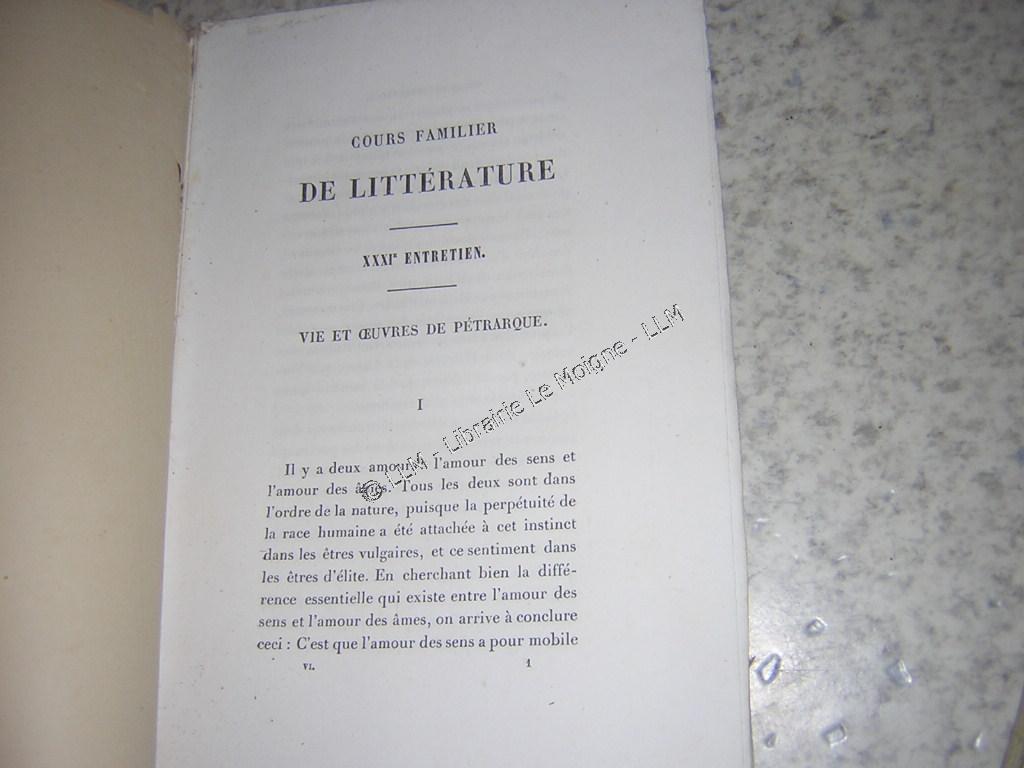 COURS FAMILIER
DE LITTÉRATURE
XXXIe ENTRETIEN.
VIE ET ŒUVRES DE PÉTRARQUE.
I
Il y a deux amours, l'amour des sens et
l'amour des âmes. Tous les deux sont dans
l'ordre de la nature, puisque la perpétuité de
la race humaine a été attachée à cet instinct
dans les êtres vulgaires, et ce sentiment dans
les êtres d'élite. En cherchant bien la diffé-
rence essentielle qui existe entre l'amour des
sens et l'amour des âmes, on arrive à conclure
ceci : C'est que l'amour des sens a pour mobile
VI. 1
© LLM - Librairie Le Moigne - LLM